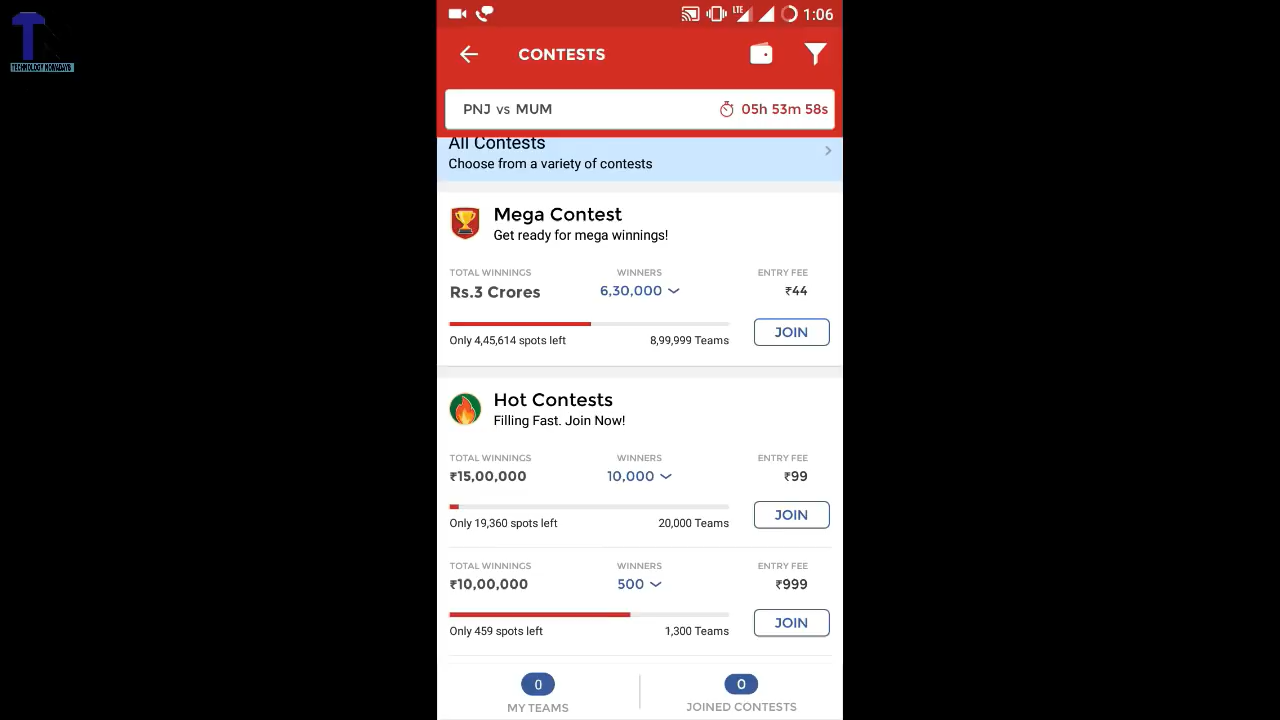 TN
TECHNOLOGY NOWADAYS
LTE
1:06
CONTESTS
PNJ vs MUM
05h 53m 58s
All Contests
Choose from a variety of contests
Mega Contest
Get ready for mega winnings!
TOTAL WINNINGS WINNERS ENTRY FEE
Rs.3 Crores 6,30,000 ₹44
JOIN
Only 4,45,614 spots left 8,99,999 Teams
Hot Contests
Filling Fast. Join Now!
TOTAL WINNINGS WINNERS ENTRY FEE
₹15,00,000 10,000 ₹99
JOIN
Only 19,360 spots left 20,000 Teams
TOTAL WINNINGS WINNERS ENTRY FEE
₹10,00,000 500 ₹999
JOIN
Only 459 spots left 1,300 Teams
0 0
MY TEAMS JOINED CONTESTS